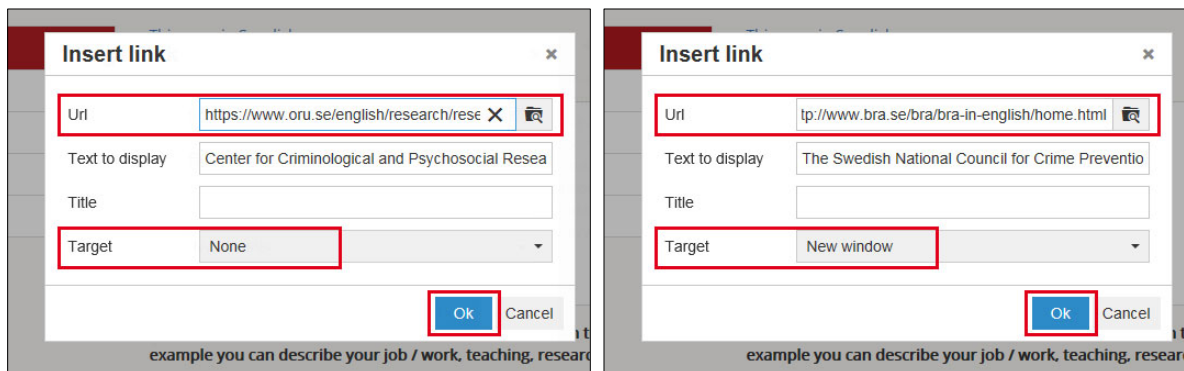 Insert link
Url https://www.oru.se/english/research/rese
Text to display Center for Criminological and Psychosocial Resea
Title
Target None
Ok Cancel
example you can describe your job / work, teaching, researc
Insert link
Url tp://www.bra.se/bra/bra-in-english/home.html
Text to display The Swedish National Council for Crime Preventio
Title
Target New window
Ok Cancel
example you can describe your job / work, teaching, resear